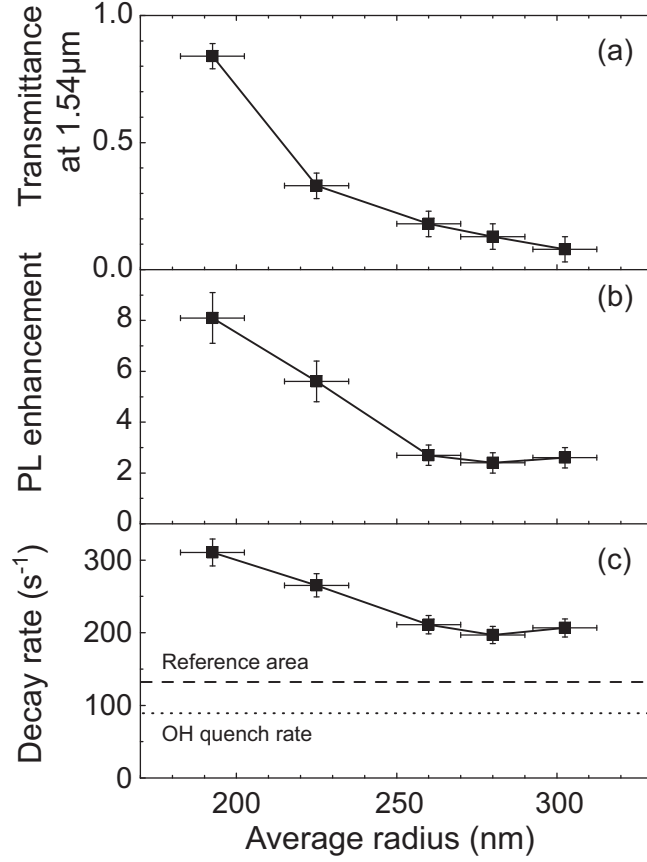 1.0
(a)
Transmittance
at 1.54μm
0.5
0.0
(b)
8
PL enhancement
6
4
2
0
(c)
300
Decay rate (s⁻¹)
200
Reference area
100
OH quench rate
0
200 250 300
Average radius (nm)